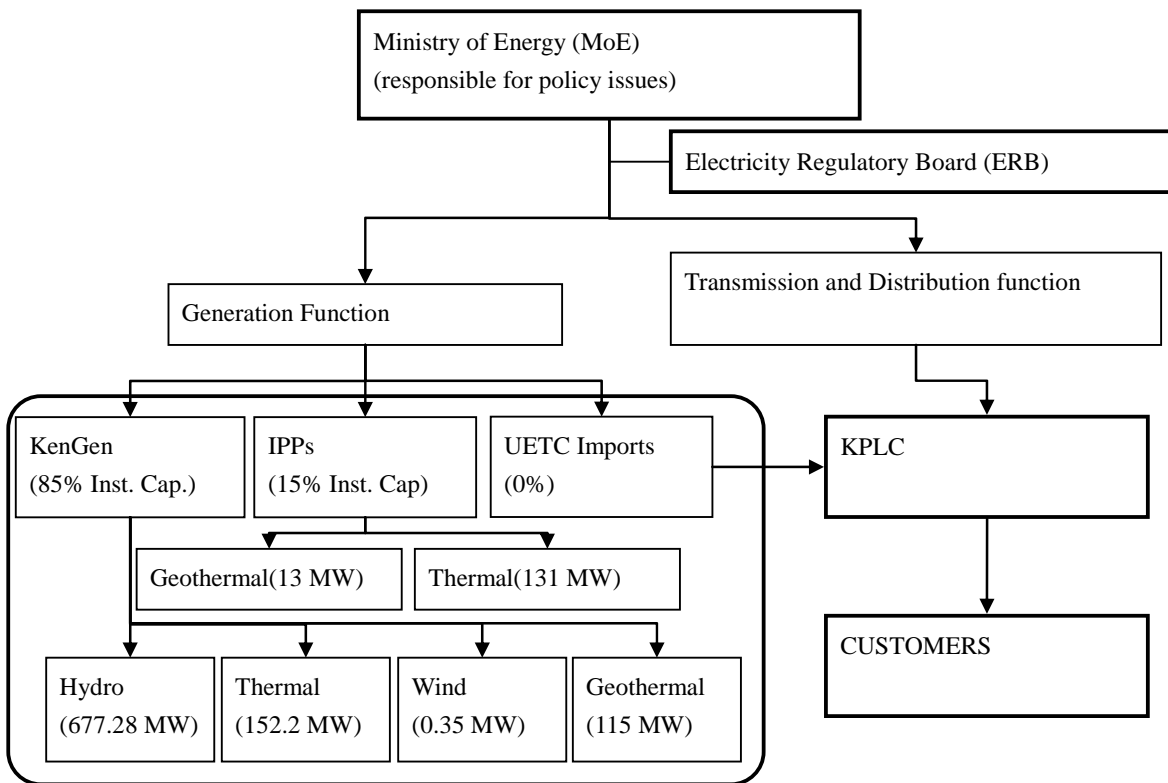 Ministry of Energy (MoE)
(responsible for policy issues)
Electricity Regulatory Board (ERB)
Transmission and Distribution function
Generation Function
KenGen
(85% Inst. Cap.)
IPPs
(15% Inst. Cap)
UETC Imports
(0%)
KPLC
Geothermal(13 MW)
Thermal(131 MW)
CUSTOMERS
Hydro
(677.28 MW)
Thermal
(152.2 MW)
Wind
(0.35 MW)
Geothermal
(115 MW)